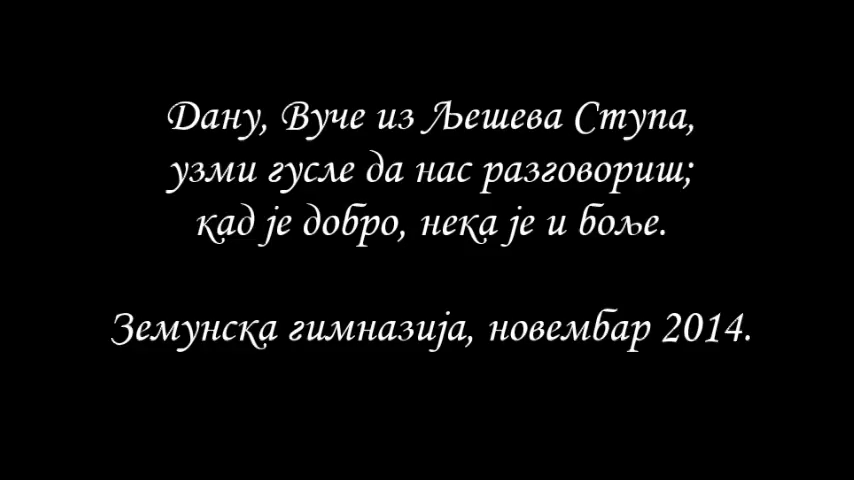 Дану, Вуче из Љешева Ступа,
узми гусле да нас разговориш;
кад је добро, нека је и боље.
Земунска гимназија, новембар 2014.